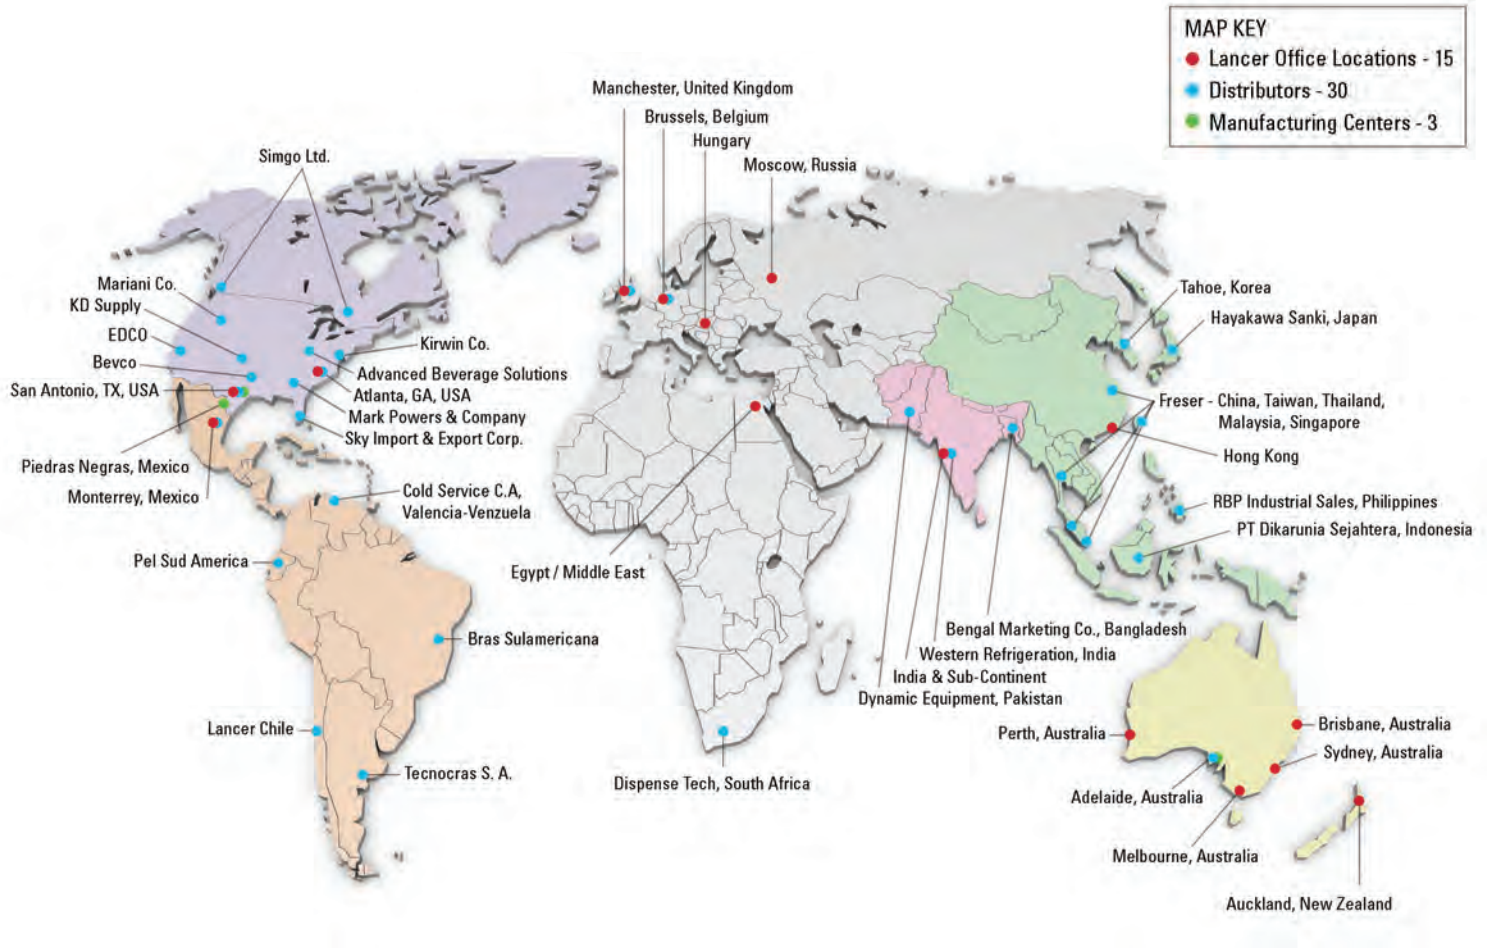 MAP KEY
Lancer Office Locations - 15
Distributors - 30
Manufacturing Centers - 3
Manchester, United Kingdom
Brussels, Belgium
Hungary
Moscow, Russia
Simgo Ltd.
Mariani Co.
KD Supply
EDCO
Bevco
San Antonio, TX, USA
Piedras Negras, Mexico
Monterrey, Mexico
Kirwin Co.
Advanced Beverage Solutions
Atlanta, GA, USA
Mark Powers & Company
Sky Import & Export Corp.
Cold Service C.A,
Valencia-Venzuela
Pel Sud America
Bras Sulamericana
Lancer Chile
Tecnocras S. A.
Egypt / Middle East
Dispense Tech, South Africa
Tahoe, Korea
Hayakawa Sanki, Japan
Freser - China, Taiwan, Thailand,
Malaysia, Singapore
Hong Kong
RBP Industrial Sales, Philippines
PT Dikarunia Sejahtera, Indonesia
Bengal Marketing Co., Bangladesh
Western Refrigeration, India
India & Sub-Continent
Dynamic Equipment, Pakistan
Perth, Australia
Brisbane, Australia
Sydney, Australia
Adelaide, Australia
Melbourne, Australia
Auckland, New Zealand